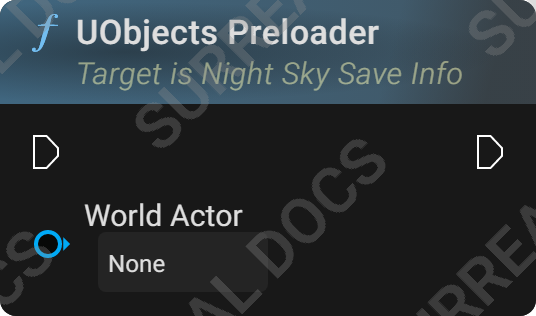 f UObjects Preloader
Target is Night Sky Save Info
World Actor
None
SURREAL DOCS